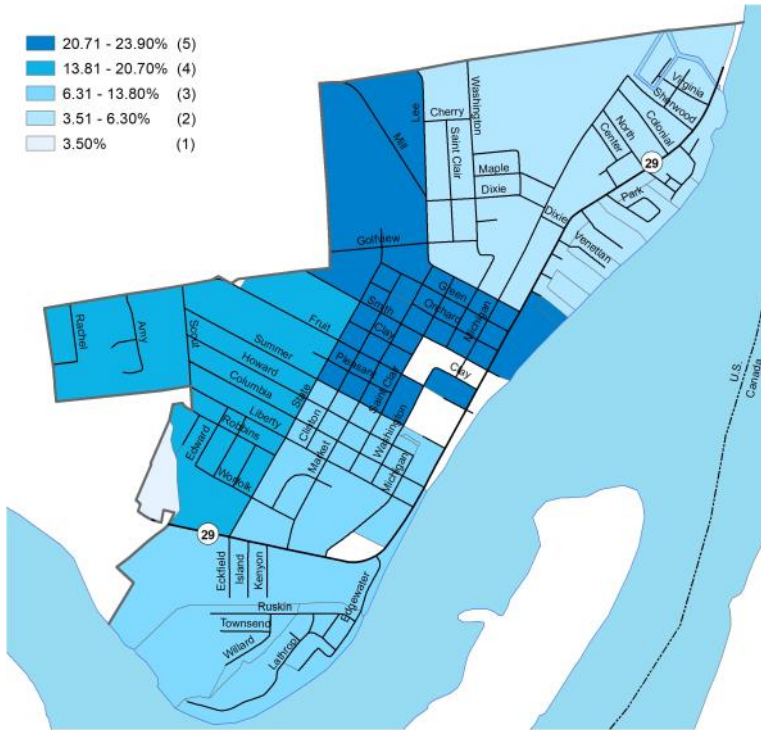 20.71 - 23.90% (5)
13.81 - 20.70% (4)
6.31 - 13.80% (3)
3.51 - 6.30% (2)
3.50% (1)
Virginia
Sherwood
Colonial
North
Center
29
Park
Venetian
Lee
Washington
Cherry
Saint Clair
Mill
Maple
Dixie
Dixie
Golfview
Green
Orchard
Michigan
Smith
Clay
Clay
Fruit
Pleasant
Saint Clair
Rachel
Amy
Scout
Summer
Howard
Columbia
State
Clinton
Washington
Liberty
Robbins
Edward
Market
Michigan
29
Eckfield
Island
Kenyon
Ruskin
Edgewater
Townsend
Willard
U.S.
Canada